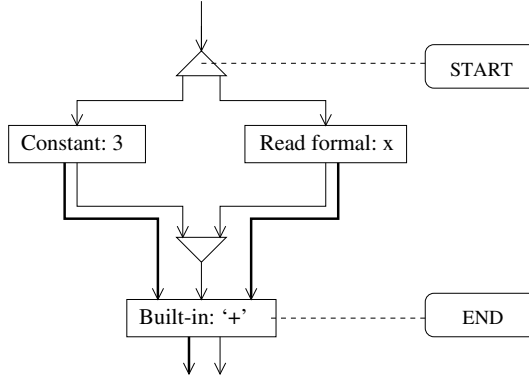 START
Constant: 3
Read formal: x
Built-in: ‘+’
END